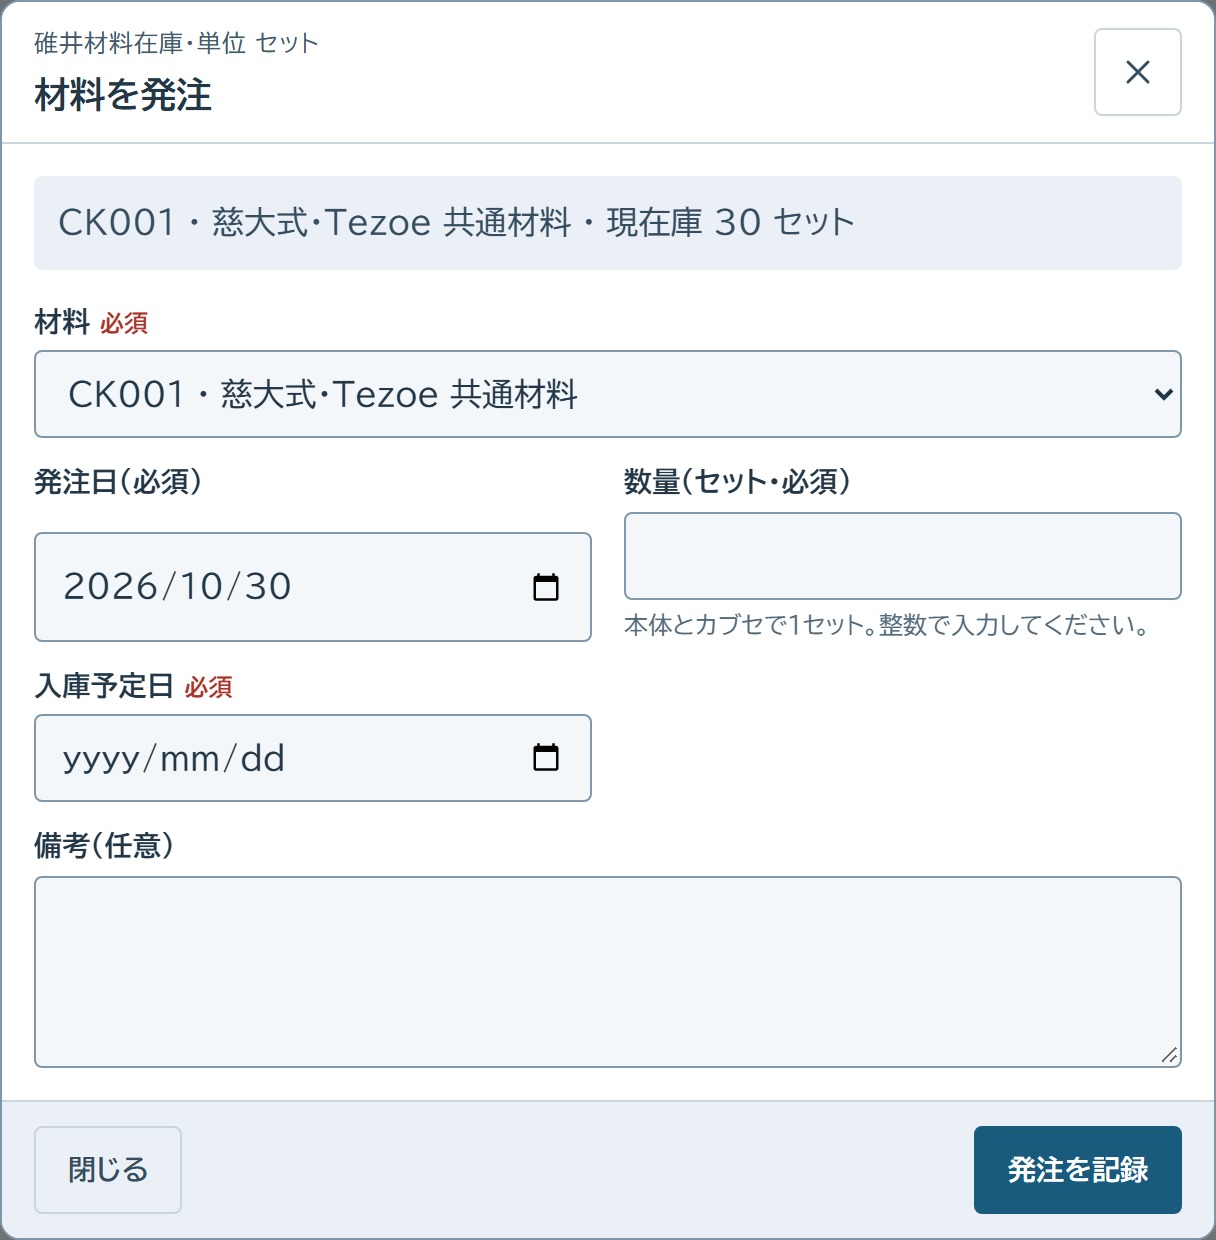 碓井材料在庫・単位 セット
材料を発注
CK001・慈大式・Tezoe 共通材料・現在庫 30 セット
材料 必須
CK001・慈大式・Tezoe 共通材料
発注日(必須)
数量(セット・必須)
2026/10/30
本体とカブセで1セット。整数で入力してください。
入庫予定日 必須
yyyy/mm/dd
備考(任意)
閉じる
発注を記録